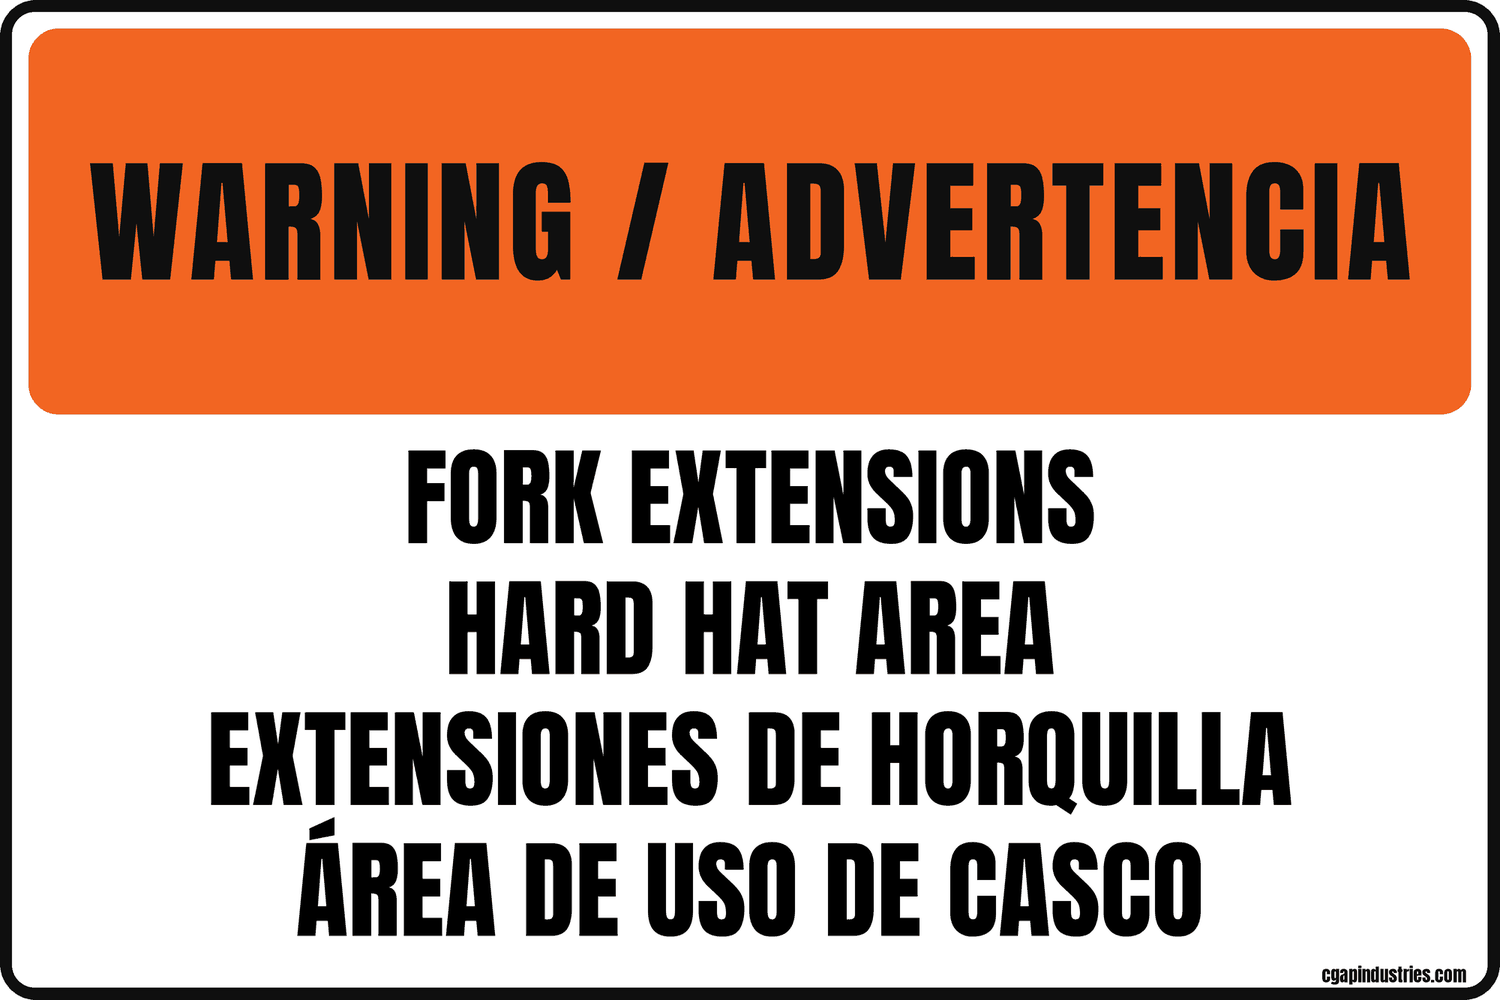 WARNING / ADVERTENCIA
FORK EXTENSIONS
HARD HAT AREA
EXTENSIONES DE HORQUILLA
ÁREA DE USO DE CASCO
cgapindustries.com